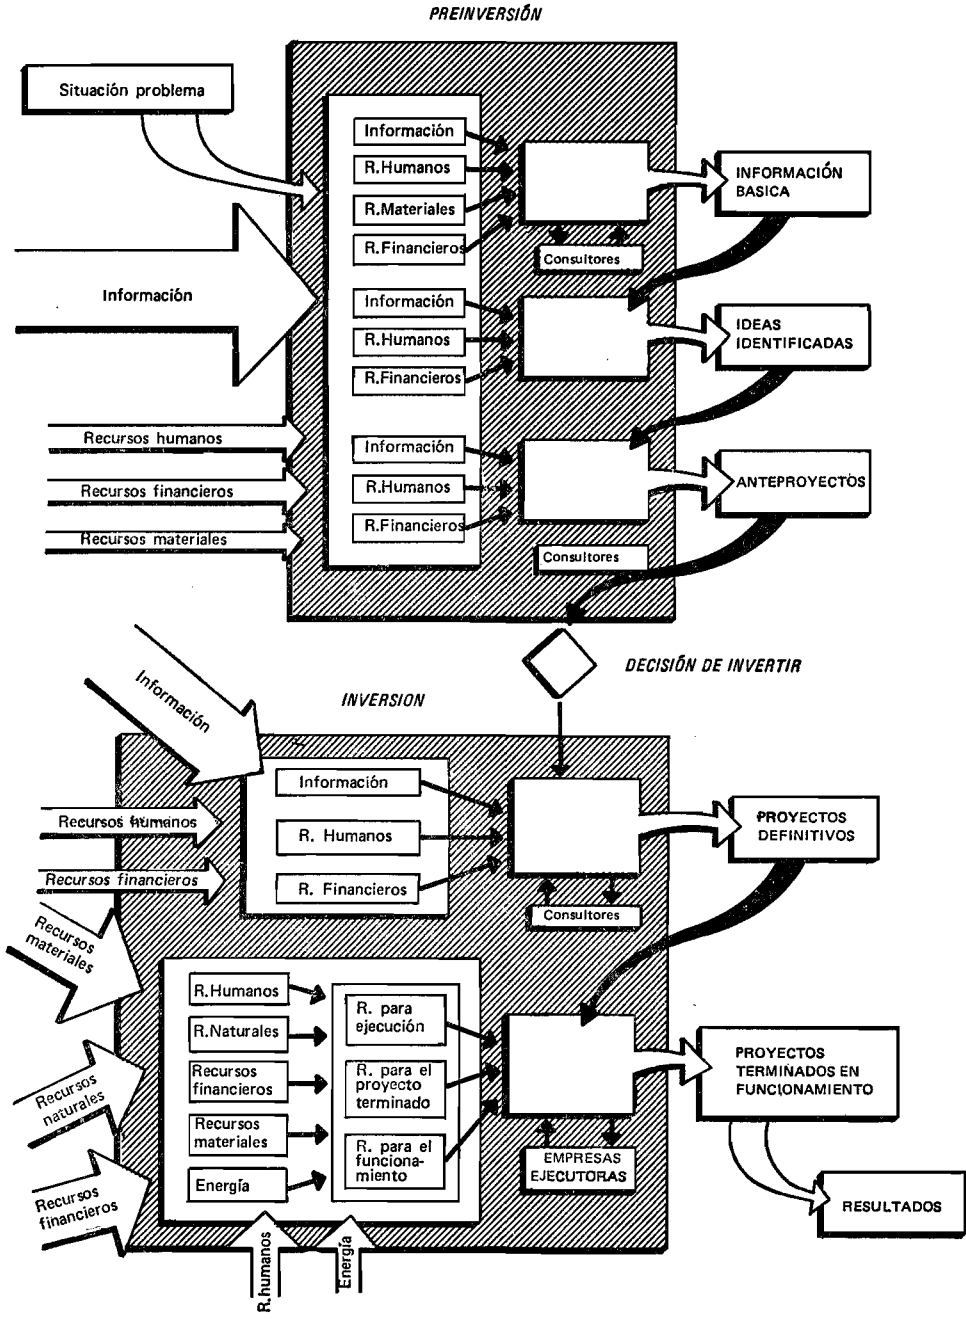 PREINVERSIÓN
Situación problema
Información
R.Humanos
R.Materiales
R.Financieros
Consultores
INFORMACIÓN
BASICA
Información
Información
R.Humanos
R.Financieros
IDEAS
IDENTIFICADAS
Recursos humanos
Recursos financieros
Recursos materiales
Información
R.Humanos
R.Financieros
Consultores
ANTEPROYECTOS
DECISIÓN DE INVERTIR
INVERSION
Información
Recursos humanos
Recursos financieros
Información
R. Humanos
R. Financieros
Consultores
PROYECTOS
DEFINITIVOS
Recursos
materiales
Recursos
naturales
Recursos
financieros
R.Humanos
R.Naturales
Recursos
financieros
Recursos
materiales
Energía
R. para
ejecución
R. para el
proyecto
terminado
R. para el
funciona-
miento
EMPRESAS
EJECUTORAS
PROYECTOS
TERMINADOS EN
FUNCIONAMIENTO
RESULTADOS
R.humanos
Energía